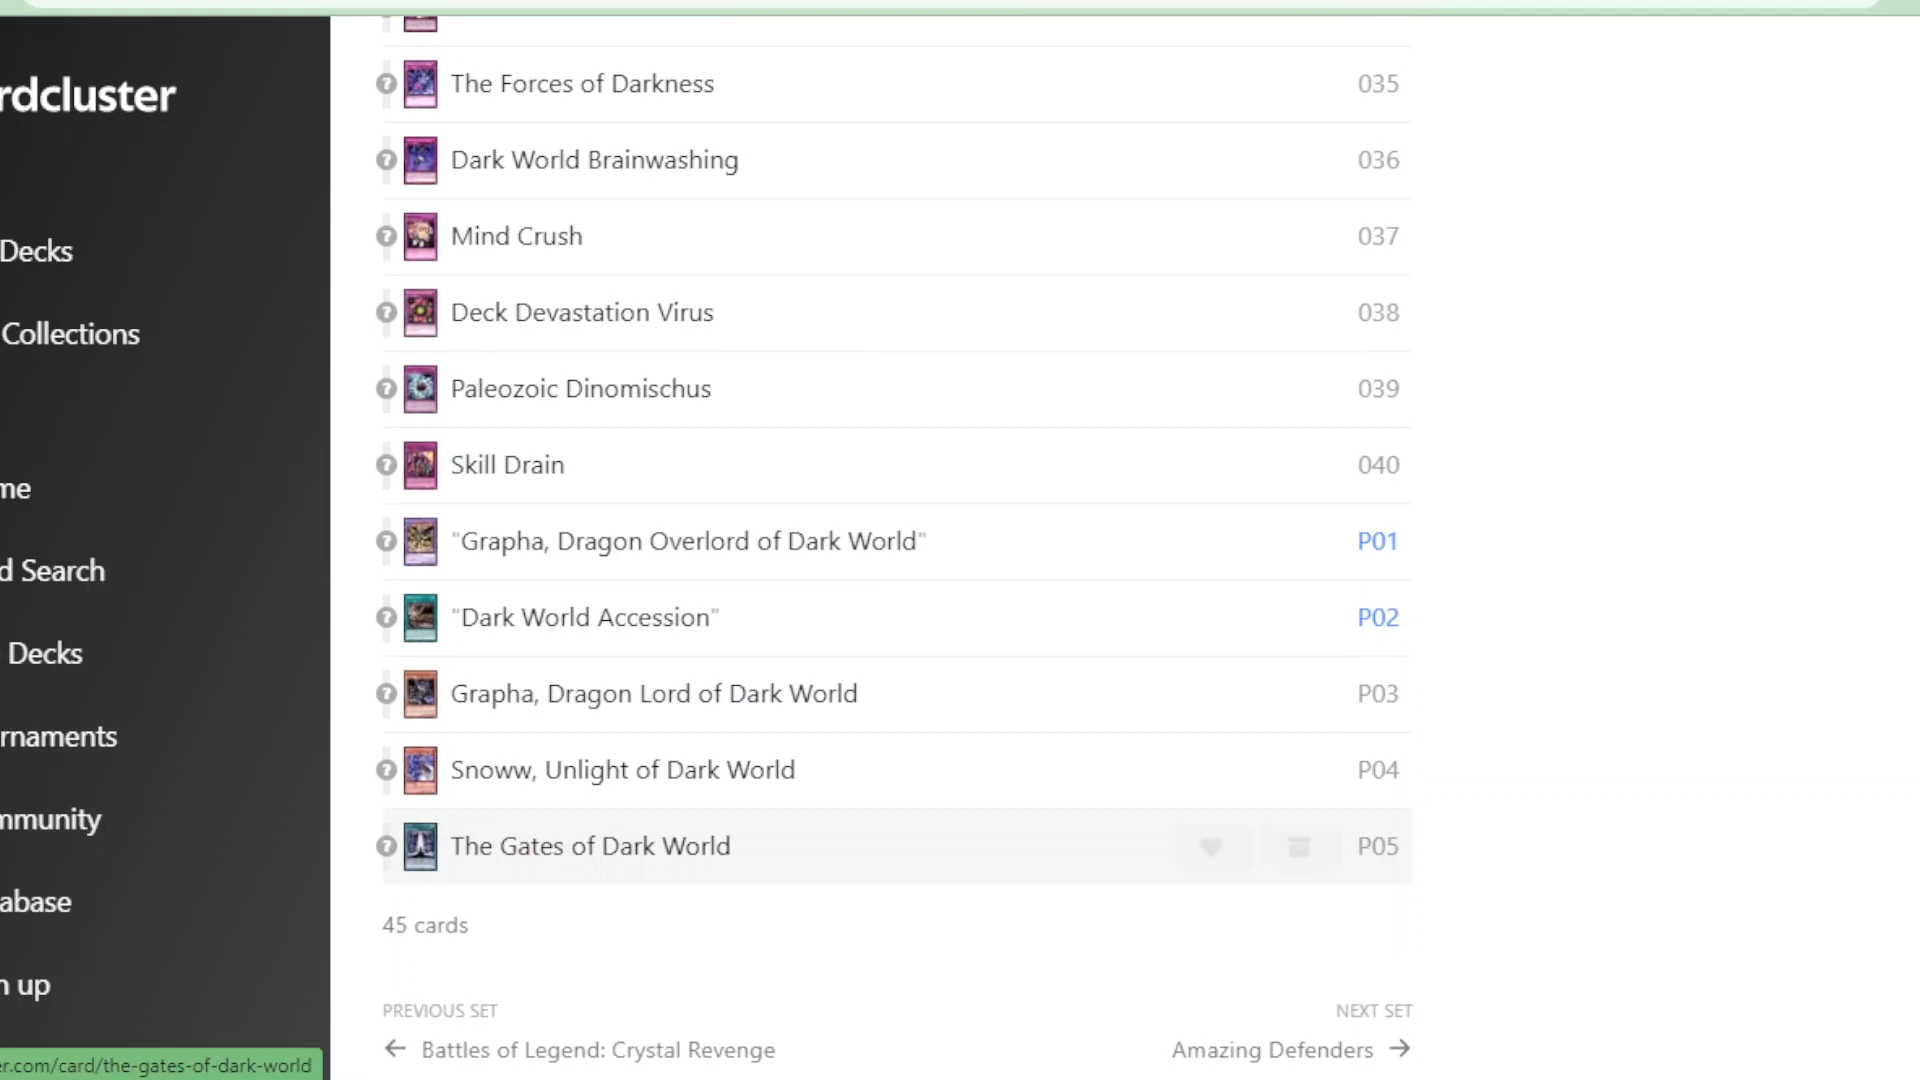 rdcluster
Decks
Collections
me
d Search
Decks
rnaments
mmunity
abase
n up
er.com/card/the-gates-of-dark-world
The Forces of Darkness 035
Dark World Brainwashing 036
Mind Crush 037
Deck Devastation Virus 038
Paleozoic Dinomischus 039
Skill Drain 040
"Grapha, Dragon Overlord of Dark World" P01
"Dark World Accession" P02
Grapha, Dragon Lord of Dark World P03
Snoww, Unlight of Dark World P04
The Gates of Dark World P05
45 cards
PREVIOUS SET NEXT SET
← Battles of Legend: Crystal Revenge Amazing Defenders →